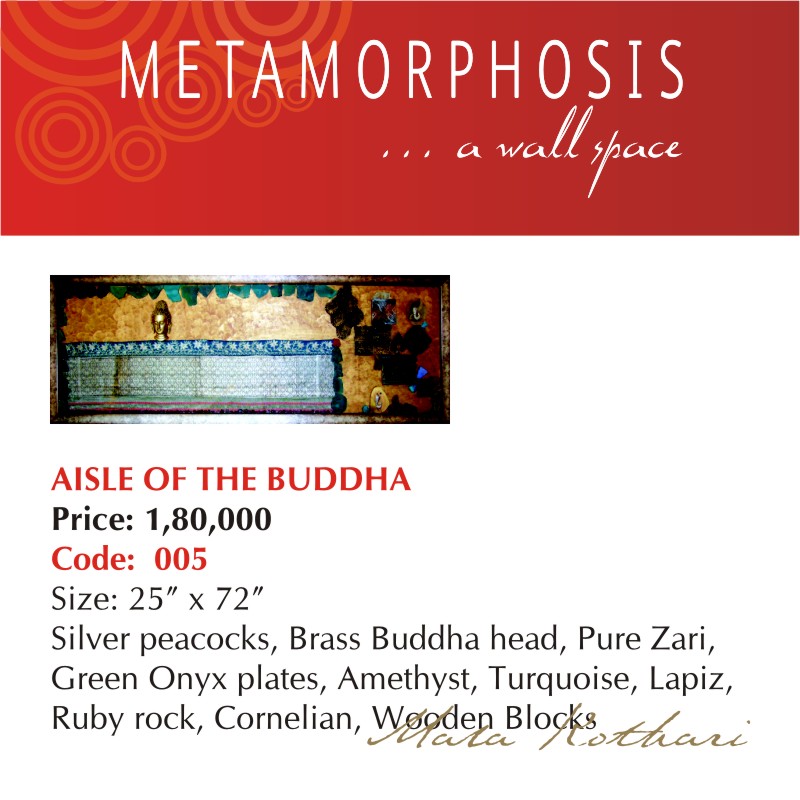 METAMORPHOSIS
... a wall space
AISLE OF THE BUDDHA
Price: 1,80,000
Code: 005
Size: 25” x 72”
Silver peacocks, Brass Buddha head, Pure Zari,
Green Onyx plates, Amethyst, Turquoise, Lapiz,
Ruby rock, Cornelian, Wooden Blocks
Mala Kothari